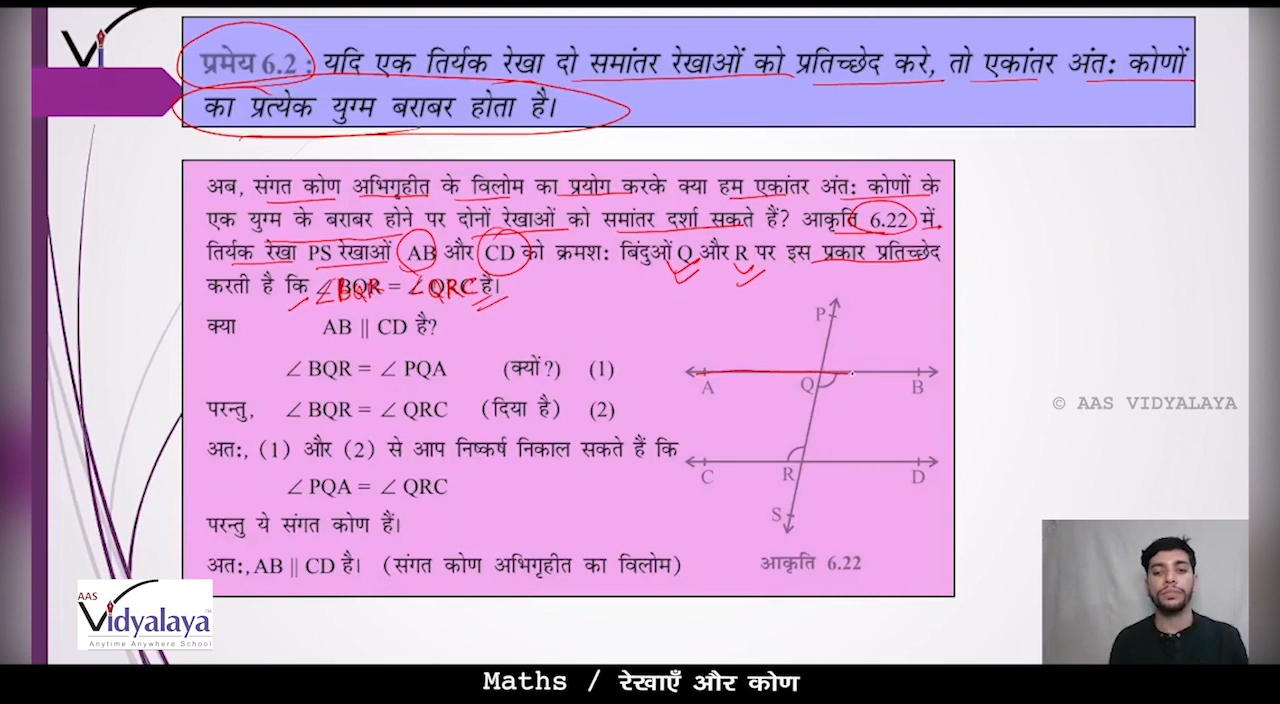 प्रमेय 6.2 : यदि एक तिर्यक रेखा दो समांतर रेखाओं को प्रतिच्छेद करे, तो एकांतर अंत: कोणों
का प्रत्येक युग्म बराबर होता है।
अब, संगत कोण अभिगृहीत के विलोम का प्रयोग करके क्या हम एकांतर अंत: कोणों के
एक युग्म के बराबर होने पर दोनों रेखाओं को समांतर दर्शा सकते हैं? आकृति 6.22 में,
तिर्यक रेखा PS रेखाओं AB और CD को क्रमश: बिंदुओं Q और R पर इस प्रकार प्रतिच्छेद
करती है कि ∠BQR = ∠QRC है।
क्या AB || CD है?
∠ BQR = ∠ PQA (क्यों?) (1)
परन्तु, ∠ BQR = ∠ QRC (दिया है) (2)
अत:, (1) और (2) से आप निष्कर्ष निकाल सकते हैं कि
∠ PQA = ∠ QRC
परन्तु ये संगत कोण हैं।
अत:, AB || CD है। (संगत कोण अभिगृहीत का विलोम)
P
A Q B
C R D
S
आकृति 6.22
© AAS VIDYALAYA
AAS
Vidyalaya
TM
Anytime Anywhere School
Maths / रेखाएँ और कोण